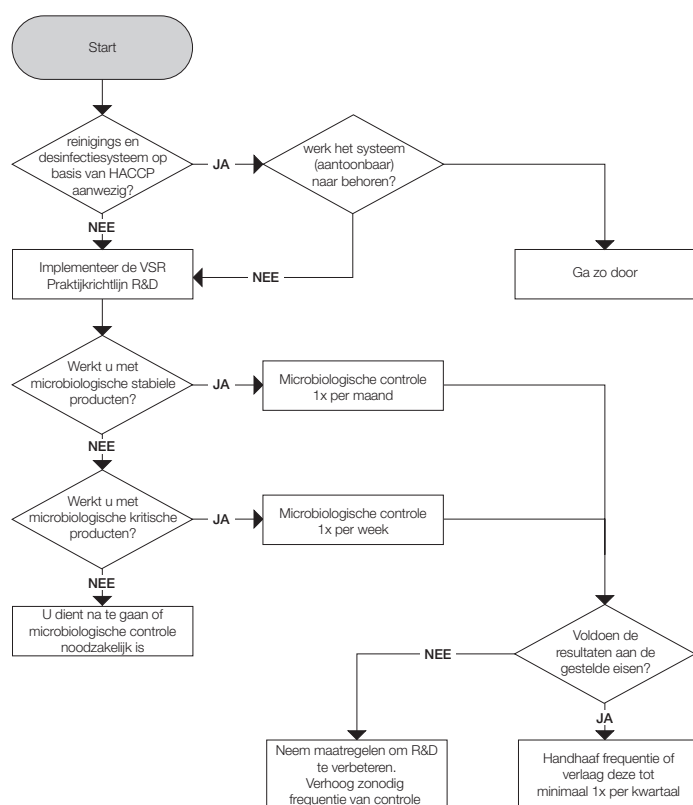 Start
reinigings en
desinfectiesysteem op
basis van HACCP
aanwezig?
JA
werk het systeem
(aantoonbaar)
naar behoren?
NEE
NEE
Implementeer de VSR
Praktijkrichtlijn R&D
Ga zo door
Werkt u met
microbiologische stabiele
producten?
JA
Microbiologische controle
1x per maand
NEE
Werkt u met
microbiologische kritische
producten?
JA
Microbiologische controle
1x per week
NEE
U dient na te gaan of
microbiologische controle
noodzakelijk is
Voldoen de
resultaten aan de
gestelde eisen?
NEE
JA
Neem maatregelen om R&D
te verbeteren.
Verhoog zonodig
frequentie van controle
Handhaaf frequentie of
verlaag deze tot
minimaal 1x per kwartaal